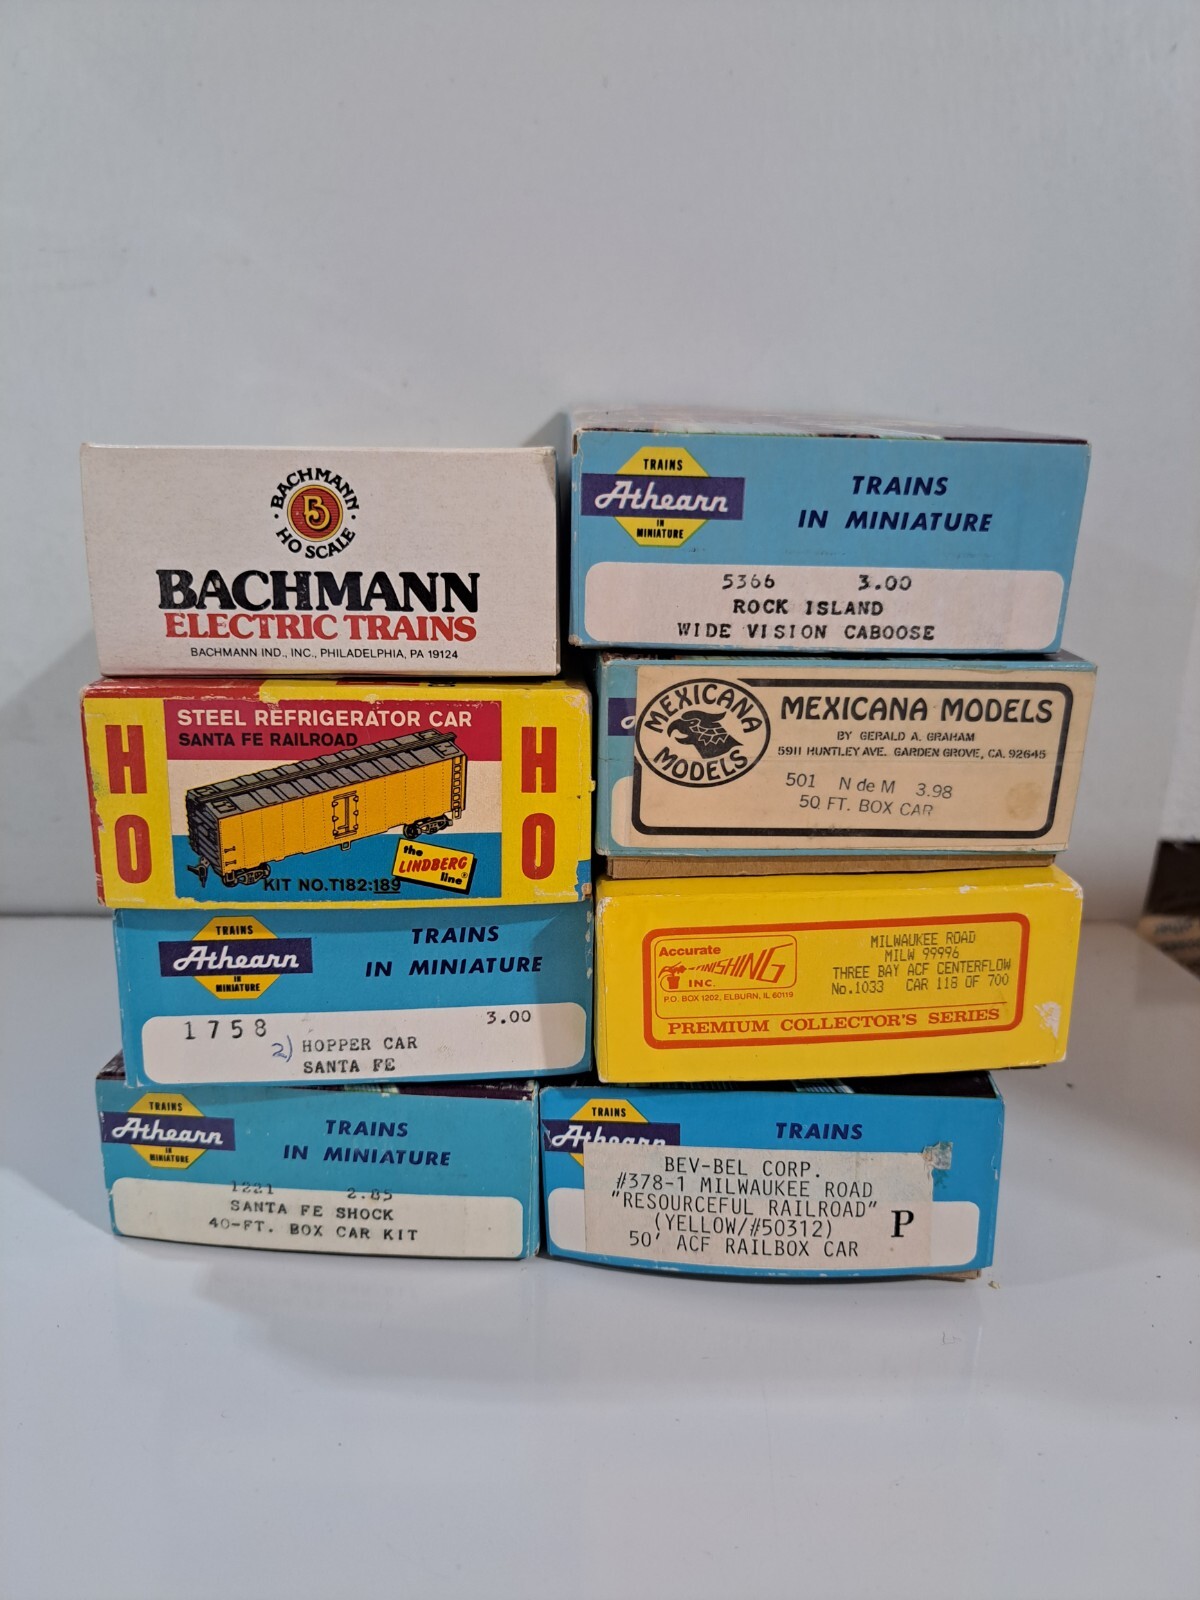 BACHMANN
B
HO SCALE
BACHMANN
ELECTRIC TRAINS
BACHMANN IND., INC., PHILADELPHIA, PA 19124
HO
STEEL REFRIGERATOR CAR
SANTA FE RAILROAD
the
LINDBERG
line®
KIT NO.T182:189
HO
TRAINS
Athearn
IN
MINIATURE
TRAINS
IN MINIATURE
1758 3.00
2) HOPPER CAR
SANTA FE
TRAINS
Athearn
IN
MINIATURE
TRAINS
IN MINIATURE
1221 2.85
SANTA FE SHOCK
40-FT. BOX CAR KIT
TRAINS
Athearn
IN
MINIATURE
TRAINS
IN MINIATURE
5366 3.00
ROCK ISLAND
WIDE VISION CABOOSE
MEXICANA
MODELS
MEXICANA MODELS
BY GERALD A. GRAHAM
5911 HUNTLEY AVE. GARDEN GROVE, CA. 92645
501 N de M 3.98
50 FT. BOX CAR
Accurate
FINISHING
INC.
P.O. BOX 1202, ELBURN, IL 60119
MILWAUKEE ROAD
MILW 99996
THREE BAY ACF CENTERFLOW
No.1033 CAR 118 OF 700
PREMIUM COLLECTOR'S SERIES
TRAINS
Athearn
TRAINS
BEV-BEL CORP.
#378-1 MILWAUKEE ROAD
"RESOURCEFUL RAILROAD"
(YELLOW/#50312)
50' ACF RAILBOX CAR
P